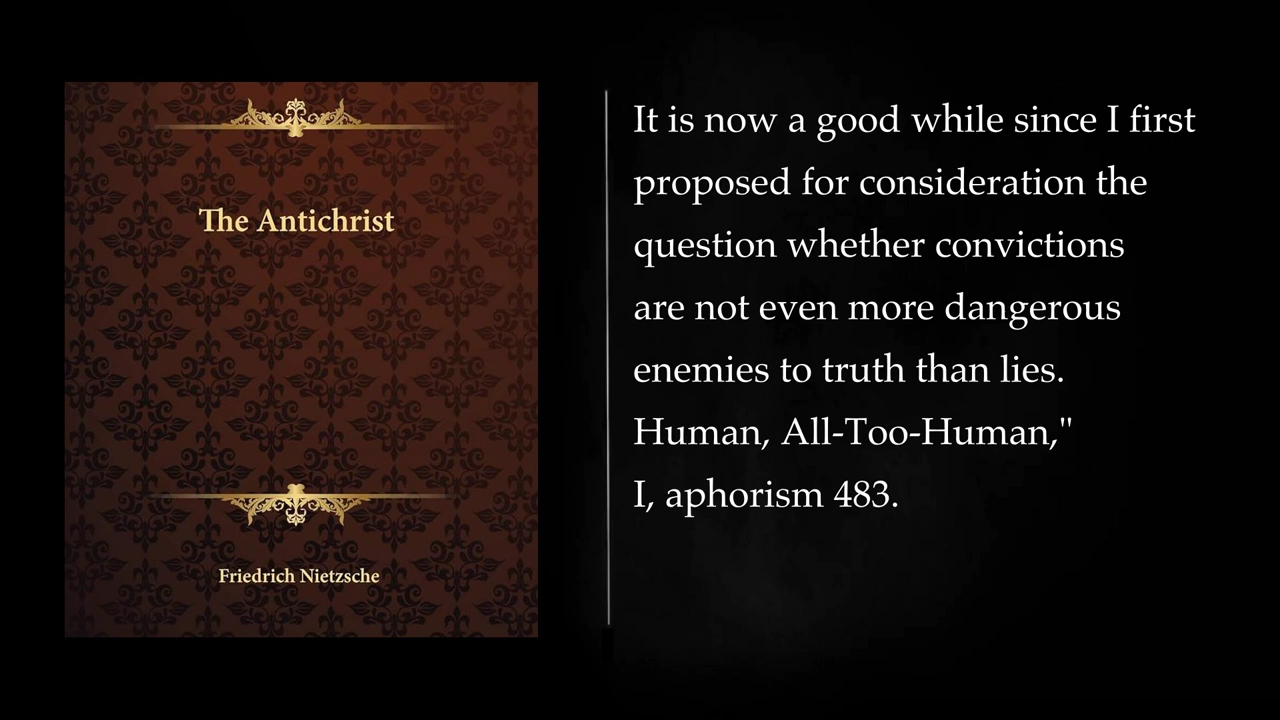 The Antichrist
Friedrich Nietzsche
It is now a good while since I first
proposed for consideration the
question whether convictions
are not even more dangerous
enemies to truth than lies.
Human, All-Too-Human,"
I, aphorism 483.